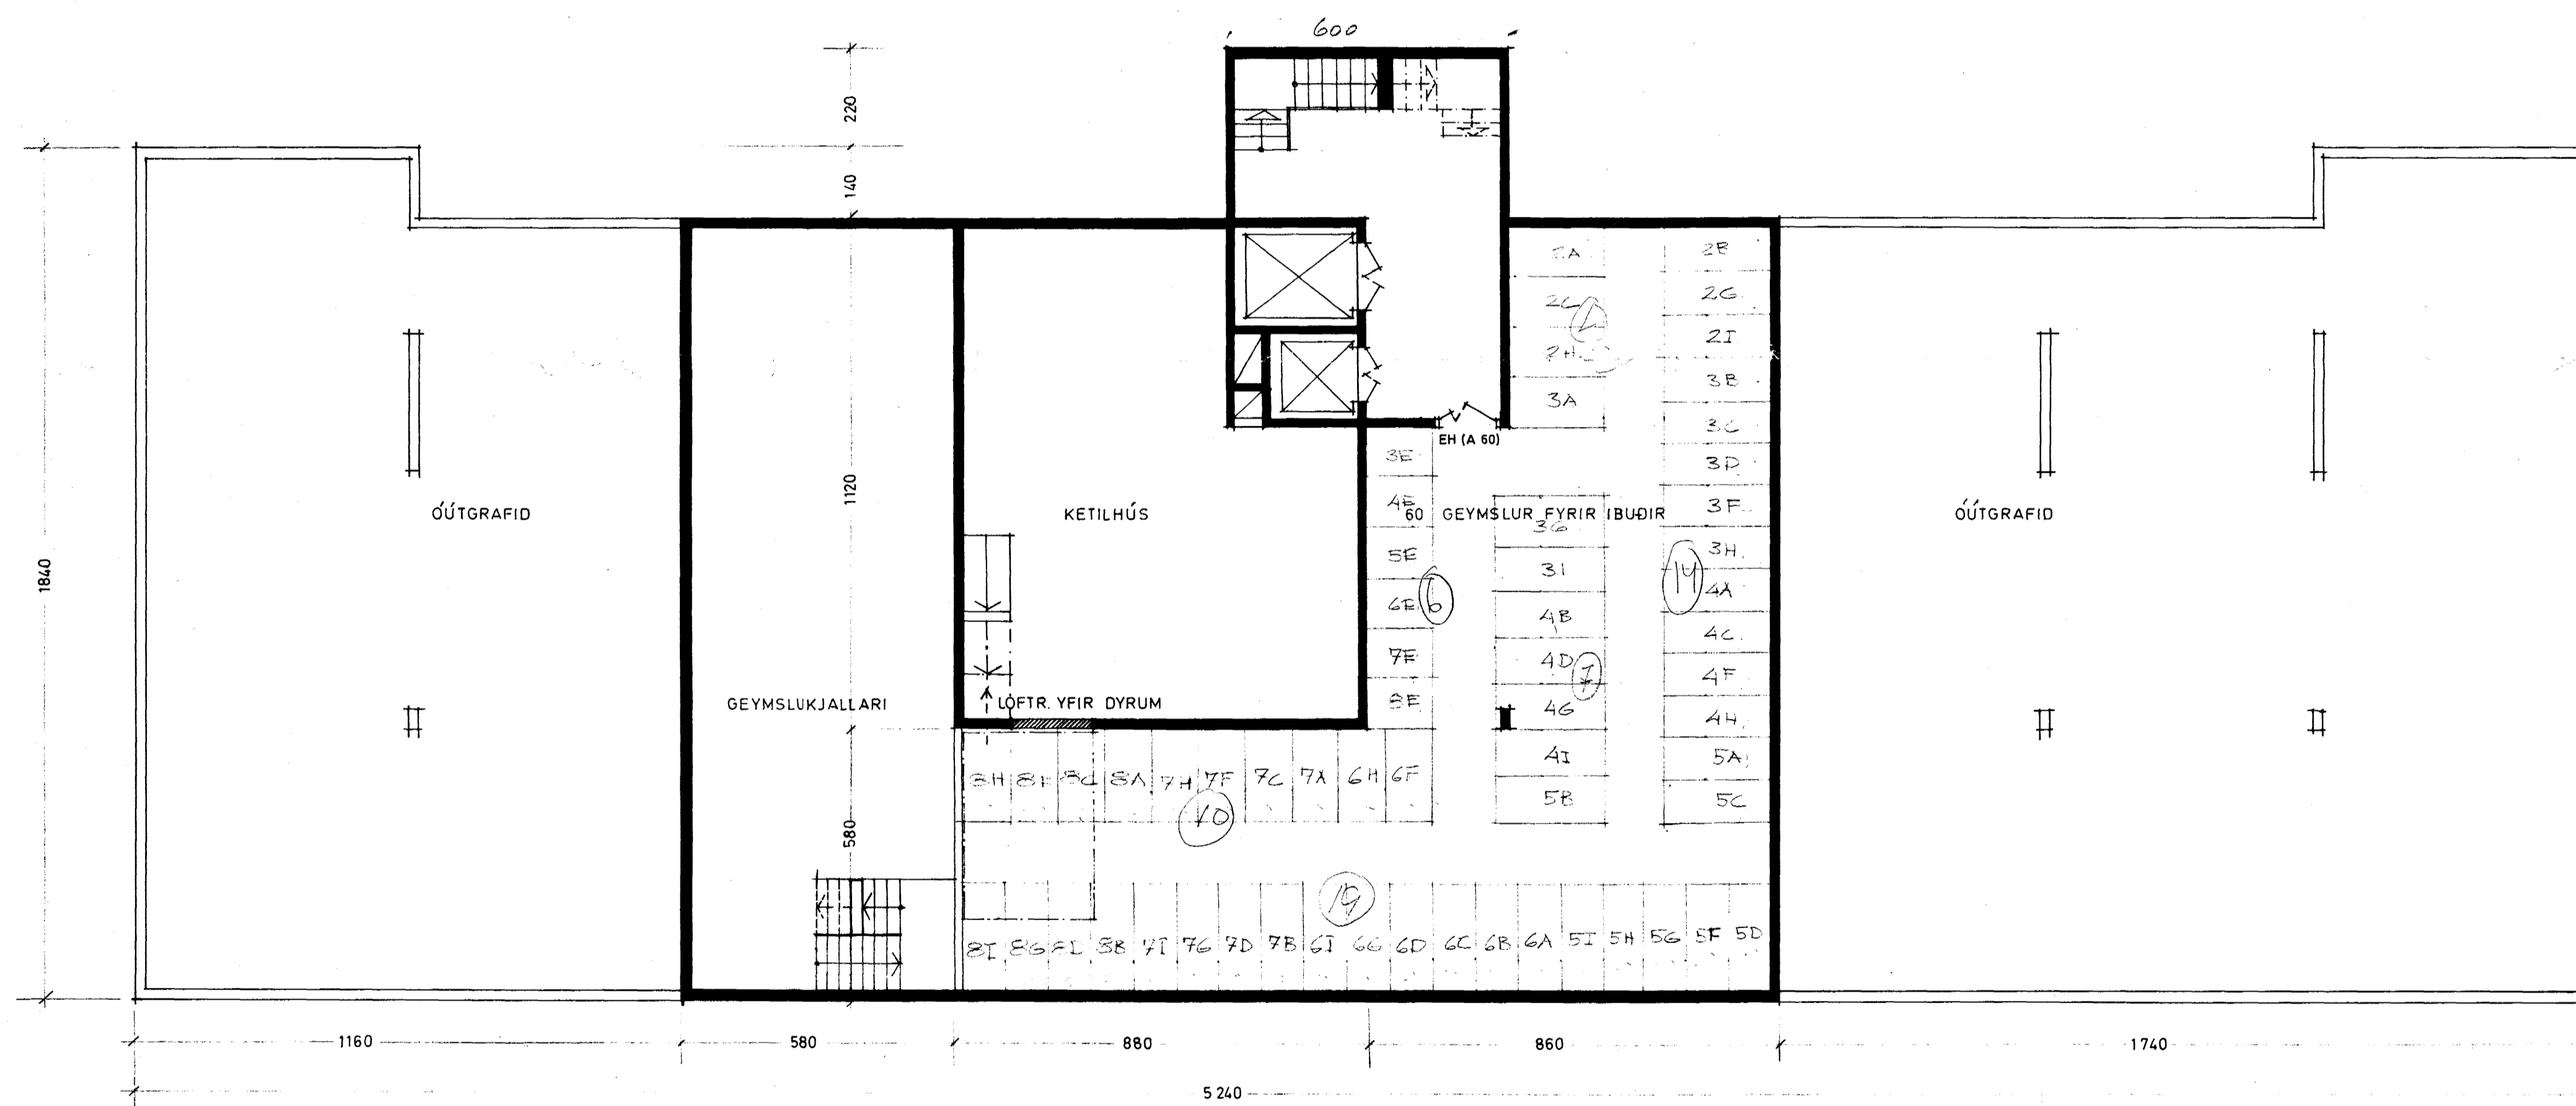 600
220
140
2A
2B
2G
2I
2H
3B
3A
3C
3E
3D
4E
3F
1120
ÓÚTGRAFID
KETILHÚS
60 GEYMSLUR FYRIR IBUÐIR
ÓÚTGRAFID
EH (A 60)
3G
3H
5E
3I
14
4A
6E
6
4B
4C
1840
7E
4D
7
4F
8E
4G
4H
GEYMSLUKJALLARI
LOFTR. YFIR DYRUM
4I
5A
8H 8F 8C 8A 7H 7F 7C 7A 6H 6F
5B
5C
10
580
19
8I 8G 8D 8B 7I 7G 7D 7B 6I 6G 6D 6C 6B 6A 5I 5H 5G 5F 5D
1160
580
880
860
1740
5240